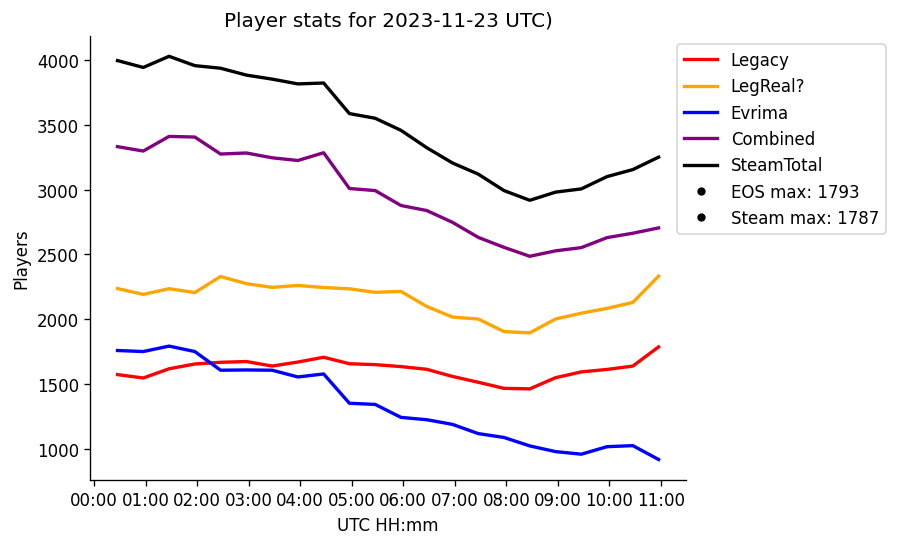 Player stats for 2023-11-23 UTC)
Players
4000
3500
3000
2500
2000
1500
1000
00:00 01:00 02:00 03:00 04:00 05:00 06:00 07:00 08:00 09:00 10:00 11:00
UTC HH:mm
Legacy
LegReal?
Evrima
Combined
SteamTotal
EOS max: 1793
Steam max: 1787